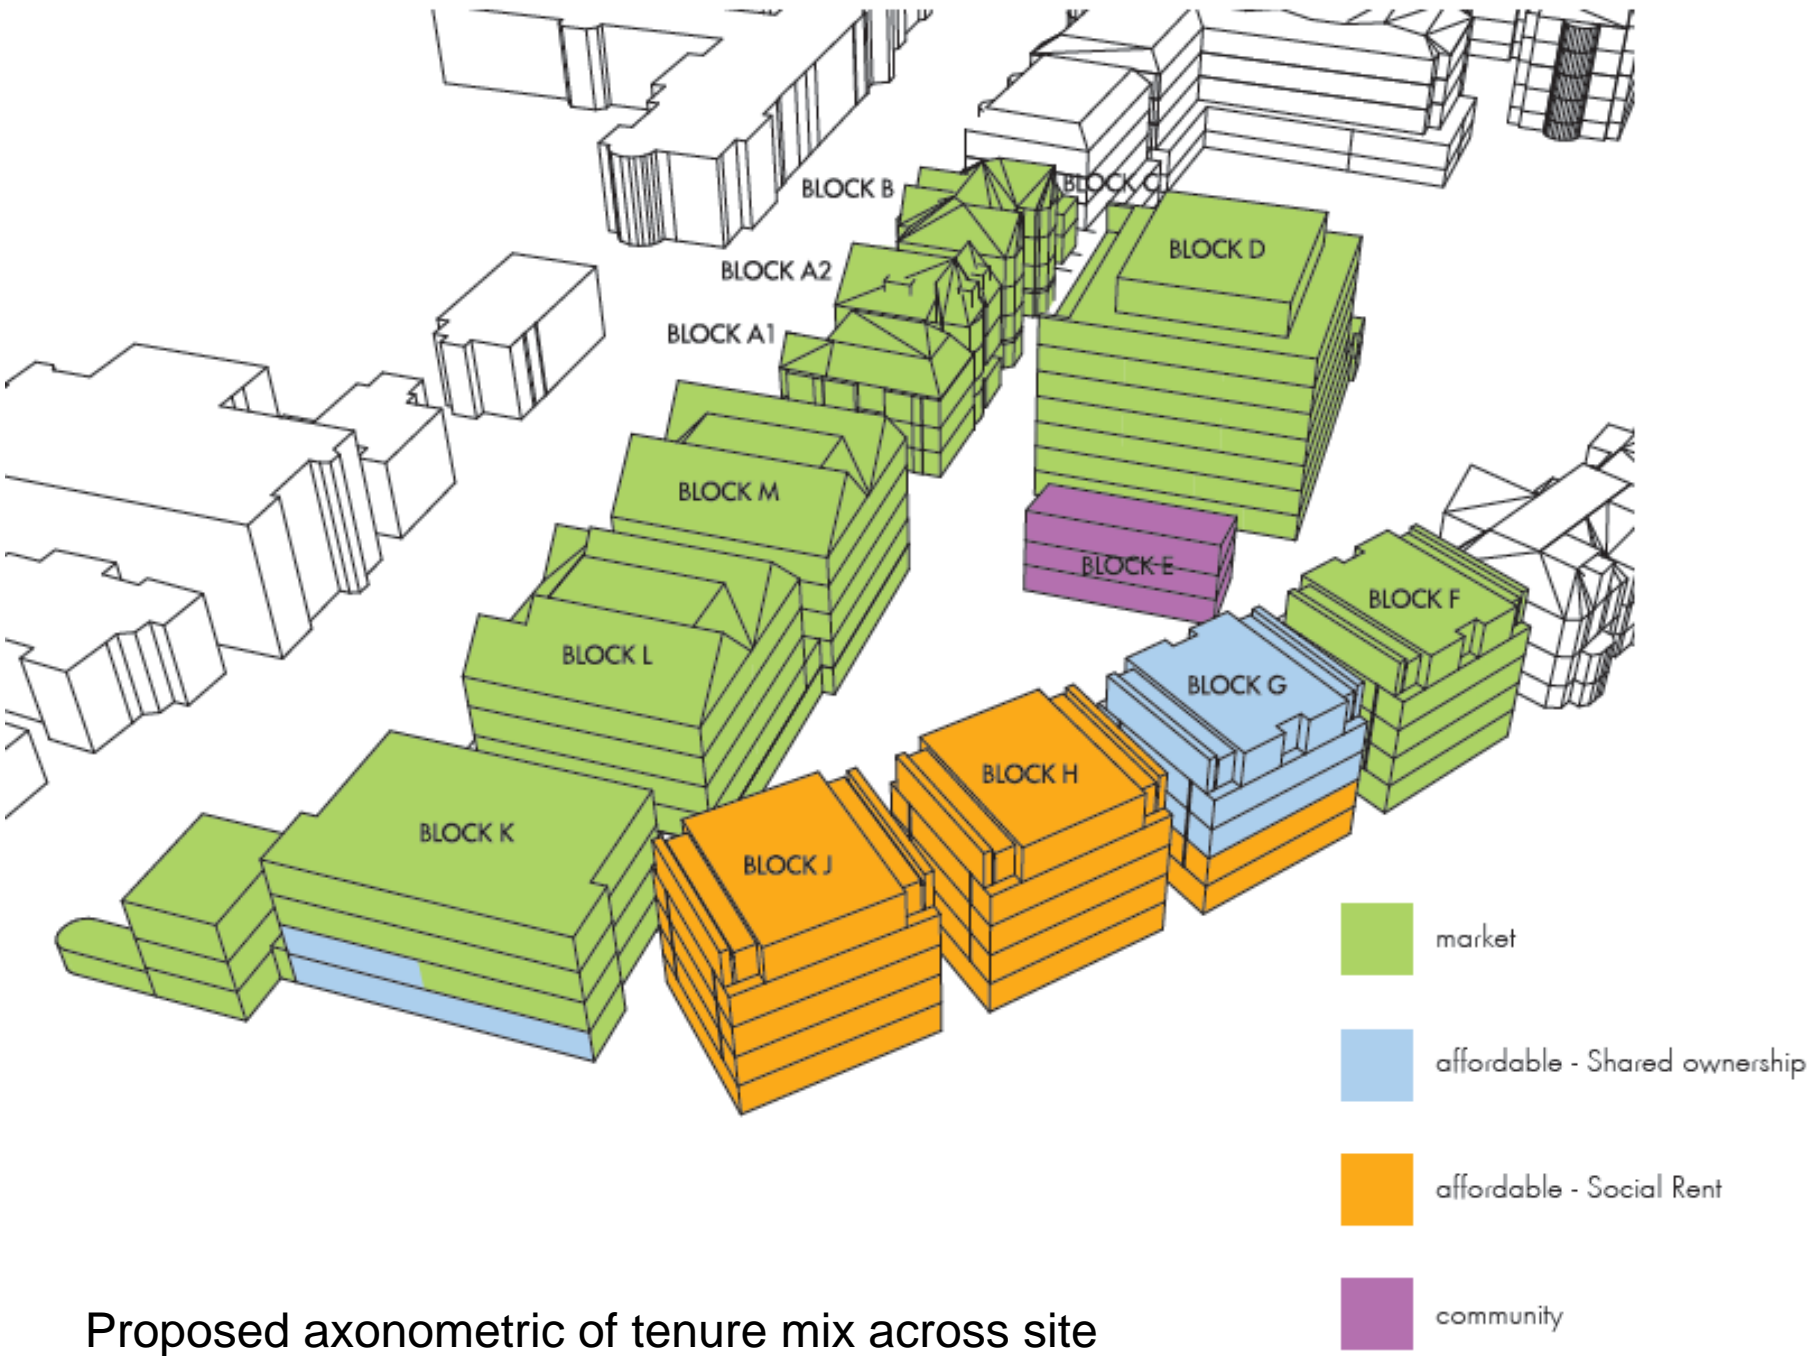 BLOCK B
BLOCK C
BLOCK D
BLOCK A2
BLOCK A1
BLOCK M
BLOCK E
BLOCK F
BLOCK L
BLOCK G
BLOCK H
BLOCK K
BLOCK J
market
affordable - Shared ownership
affordable - Social Rent
community
Proposed axonometric of tenure mix across site